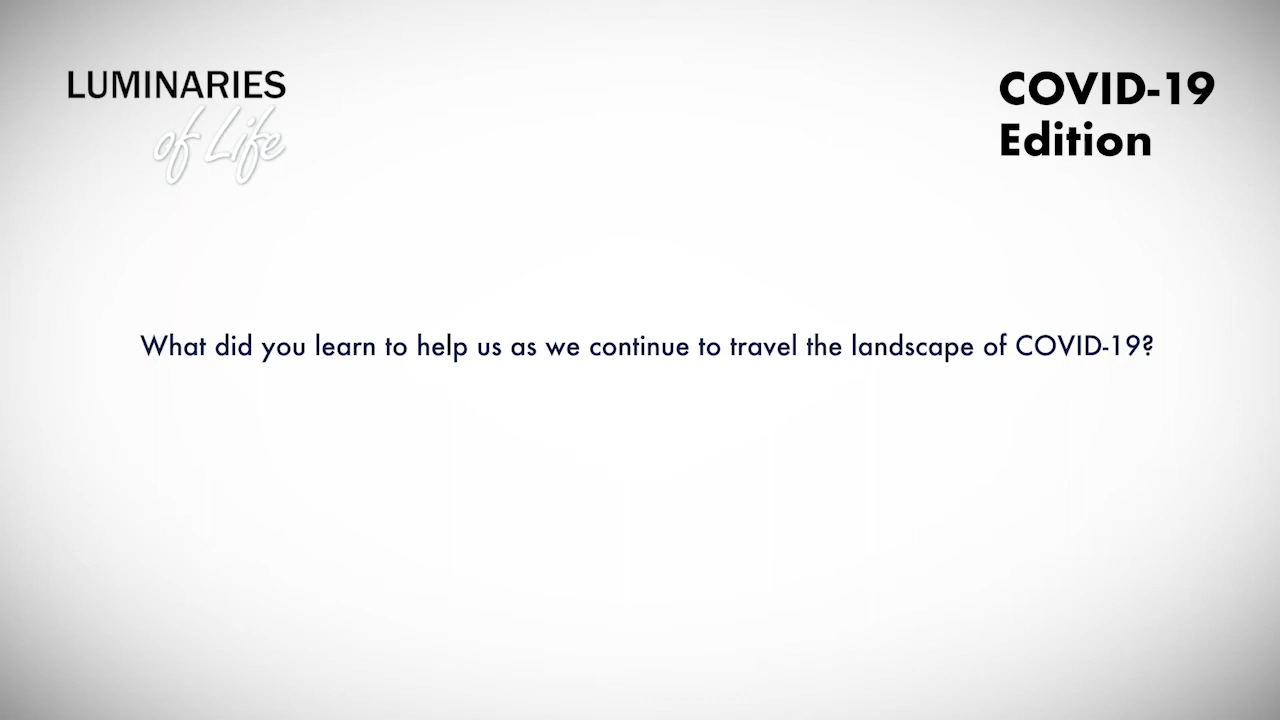 LUMINARIES
of Life
COVID-19
Edition
What did you learn to help us as we continue to travel the landscape of COVID-19?